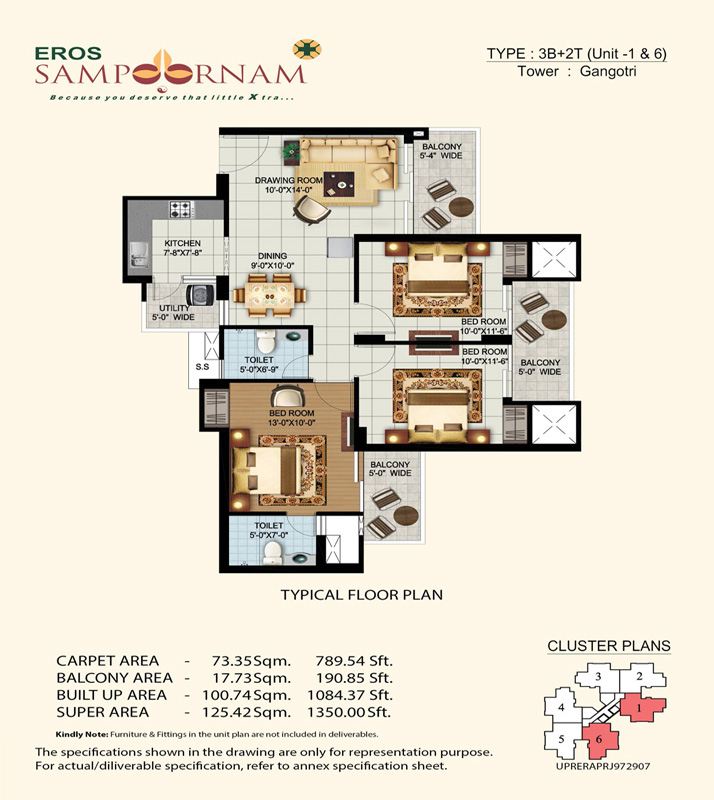 EROS
SAMPOORNAM
Because you deserve that little X tra...
TYPE : 3B+2T (Unit -1 & 6)
Tower : Gangotri
BALCONY
5'-4" WIDE
DRAWING ROOM
10'-0"X14'-0"
KITCHEN
7'-8"X7'-8"
DINING
9'-0"X10'-0"
UTILITY
5'-0" WIDE
BED ROOM
10'-0"X11'-6"
BED ROOM
10'-0"X11'-6"
BALCONY
5'-0" WIDE
TOILET
5'-0"X6'-9"
S.S
BED ROOM
13'-0"X10'-0"
BALCONY
5'-0" WIDE
TOILET
5'-0"X7'-0"
TYPICAL FLOOR PLAN
CARPET AREA - 73.35 Sqm. 789.54 Sft.
BALCONY AREA - 17.73 Sqm. 190.85 Sft.
BUILT UP AREA - 100.74 Sqm. 1084.37 Sft.
SUPER AREA - 125.42 Sqm. 1350.00 Sft.
Kindly Note: Furniture & Fittings in the unit plan are not included in deliverables.
The specifications shown in the drawing are only for representation purpose.
For actual/diliverable specification, refer to annex specification sheet.
CLUSTER PLANS
3 2
4 1
5 6
UPRERAPRJ972907